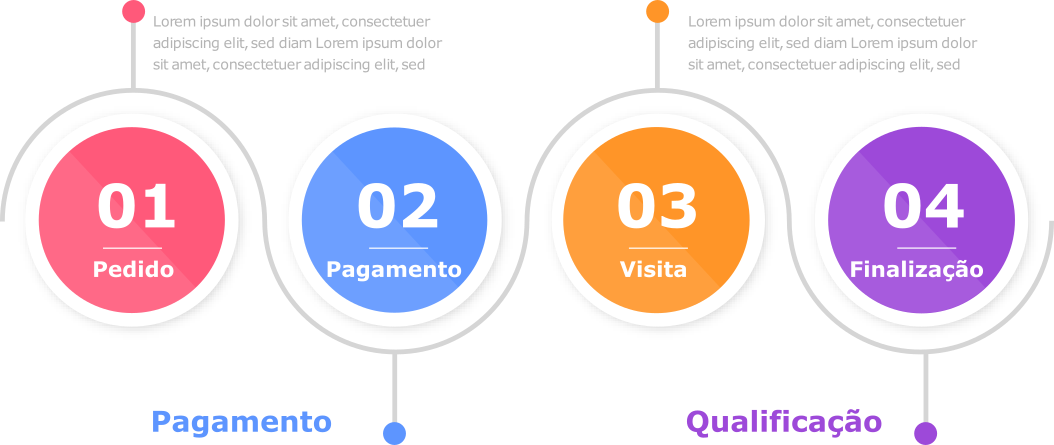 Lorem ipsum dolor sit amet, consectetuer
adipiscing elit, sed diam Lorem ipsum dolor
sit amet, consectetuer adipiscing elit, sed
Lorem ipsum dolor sit amet, consectetuer
adipiscing elit, sed diam Lorem ipsum dolor
sit amet, consectetuer adipiscing elit, sed
01
Pedido
02
Pagamento
03
Visita
04
Finalização
Pagamento
Qualificação